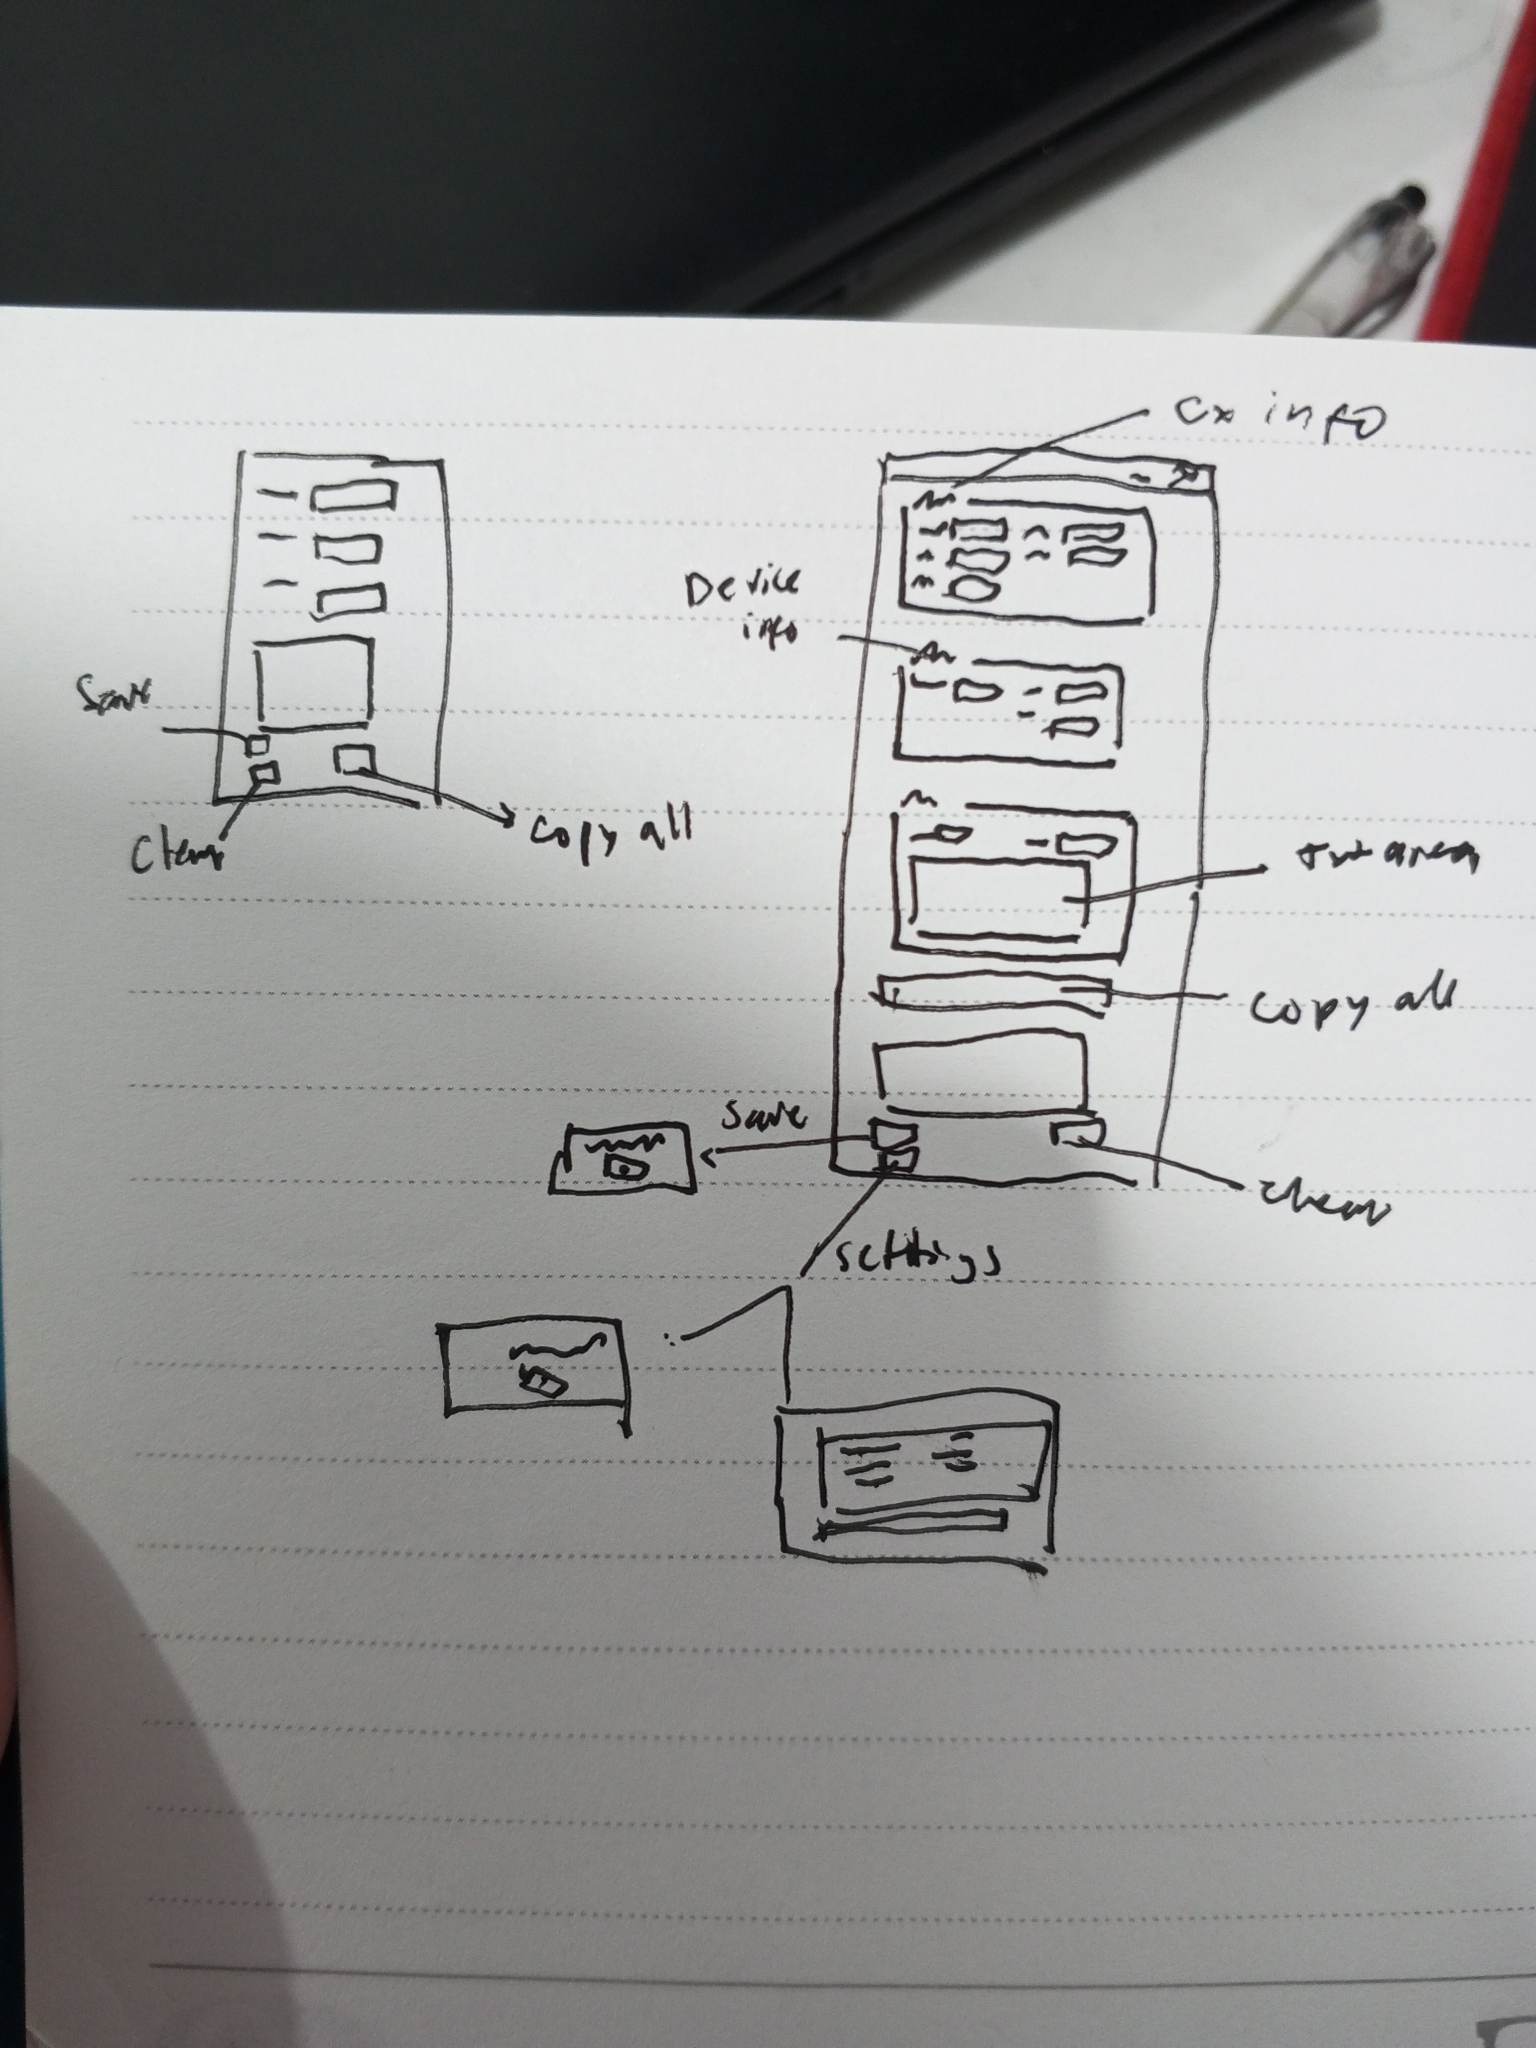 Cx info
Device
info
Save
Clear
copy all
txt area
copy all
save
clear
settings